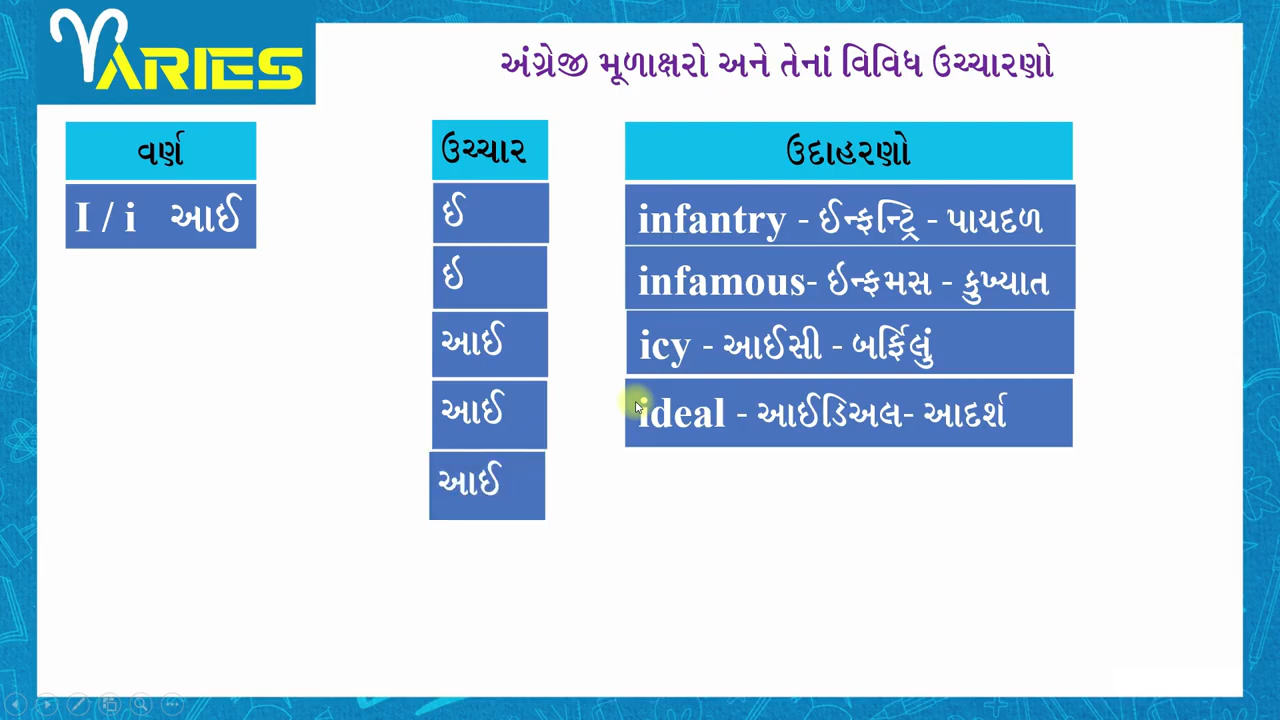 ARIES
અંગ્રેજી મૂળાક્ષરો અને તેનાં વિવિધ ઉચ્ચારણો
વર્ણ ઉચ્ચાર ઉદાહરણો
I / i આઈ ઈ infantry - ઈન્ફન્ટ્રિ - પાયદળ
ઇ infamous- ઇન્ફમસ - કુખ્યાત
આઈ icy - આઈસી - બર્ફિલું
આઈ ideal - આઈડિઅલ- આદર્શ
આઈ